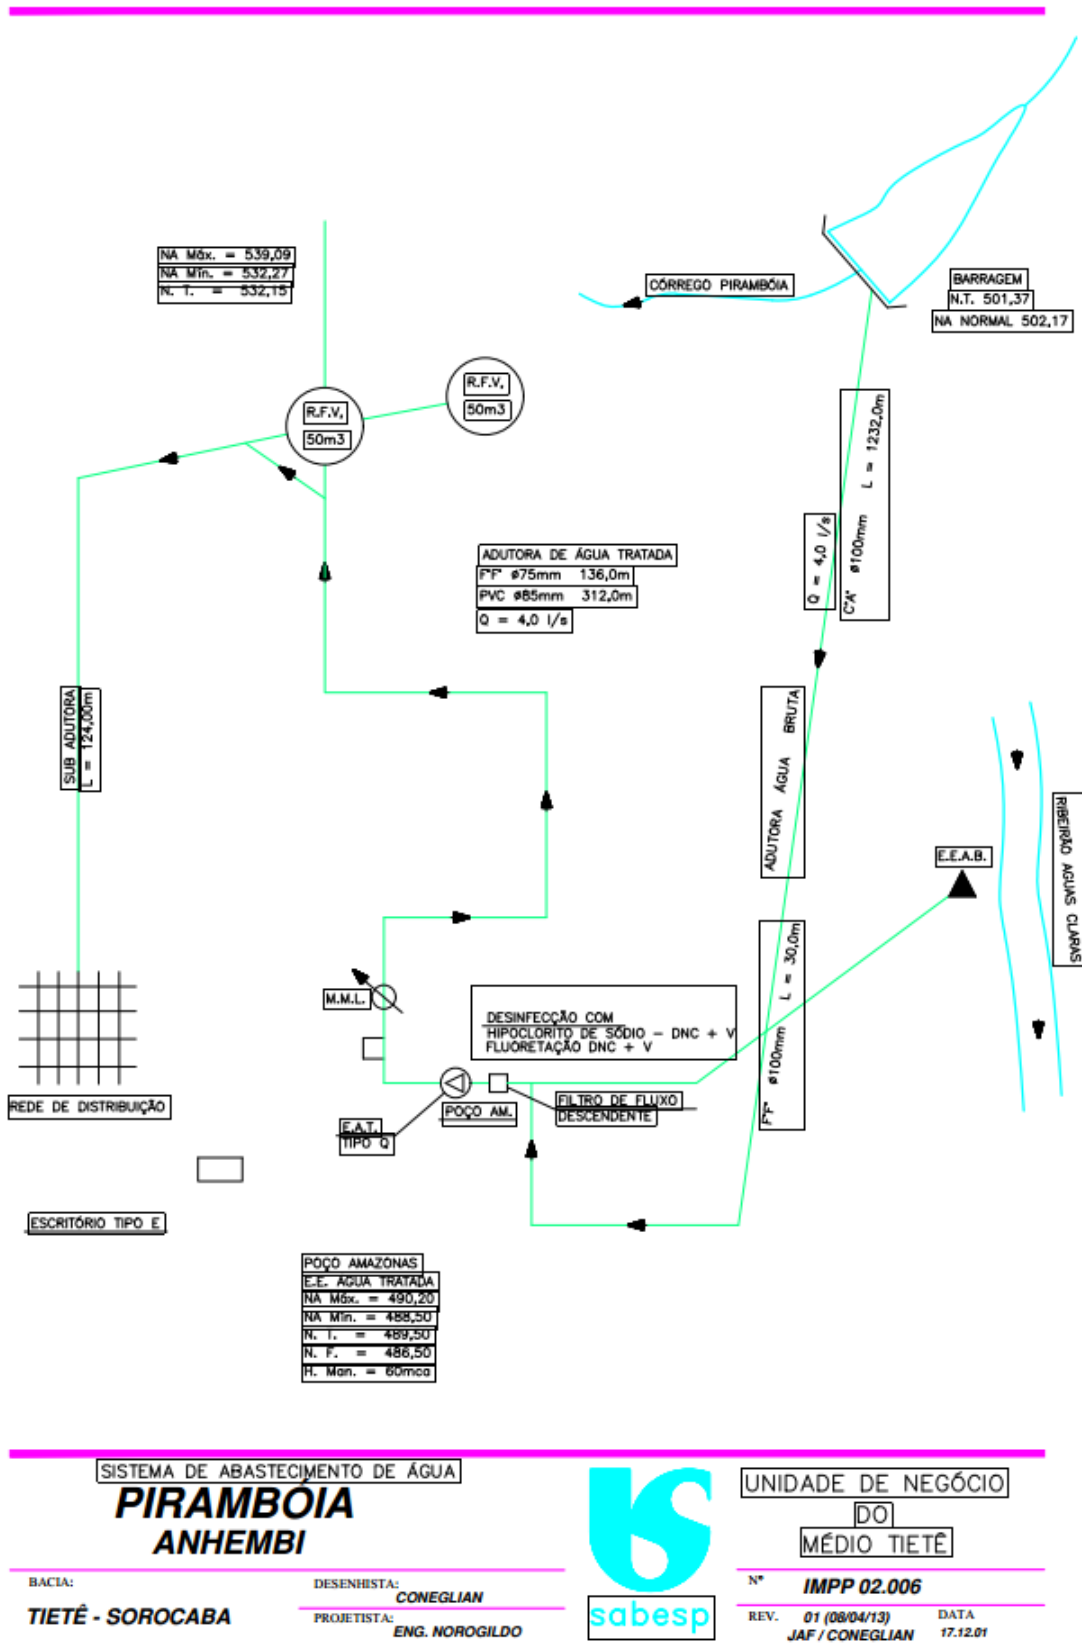 NA Máx. = 539,09
NA Mín. = 532,27
N. T. = 532,15
CÓRREGO PIRAMBÓIA
BARRAGEM
N.T. 501,37
NA NORMAL 502,17
R.F.V.
50m3
R.F.V.
50m3
Q = 4,0 l/s
C°A° ø100mm L = 1232,0m
ADUTORA DE ÁGUA TRATADA
F°F° ø75mm 136,0m
PVC ø85mm 312,0m
Q = 4,0 l/s
SUB ADUTORA
L = 124,00m
ADUTORA ÁGUA BRUTA
RIBEIRÃO AGUAS CLARAS
E.E.A.B.
F°F° ø100mm L = 30,0m
M.M.L.
DESINFECÇÃO COM
HIPOCLORITO DE SÓDIO - DNC + V
FLUORETAÇÃO DNC + V
REDE DE DISTRIBUIÇÃO
POÇO AM.
FILTRO DE FLUXO
DESCENDENTE
E.A.T.
TIPO Q
ESCRITÓRIO TIPO E
POÇO AMAZONAS
E.E. ÁGUA TRATADA
NA Máx. = 490,20
NA Mín. = 488,50
N. T. = 489,50
N. F. = 486,50
H. Man. = 60mca
SISTEMA DE ABASTECIMENTO DE ÁGUA
PIRAMBÓIA
ANHEMBI
BACIA:
TIETÊ - SOROCABA
DESENHISTA:
CONEGLIAN
PROJETISTA:
ENG. NOROGILDO
sabesp
UNIDADE DE NEGÓCIO
DO
MÉDIO TIETÊ
Nº IMPP 02.006
REV. 01 (08/04/13) DATA
JAF / CONEGLIAN 17.12.01